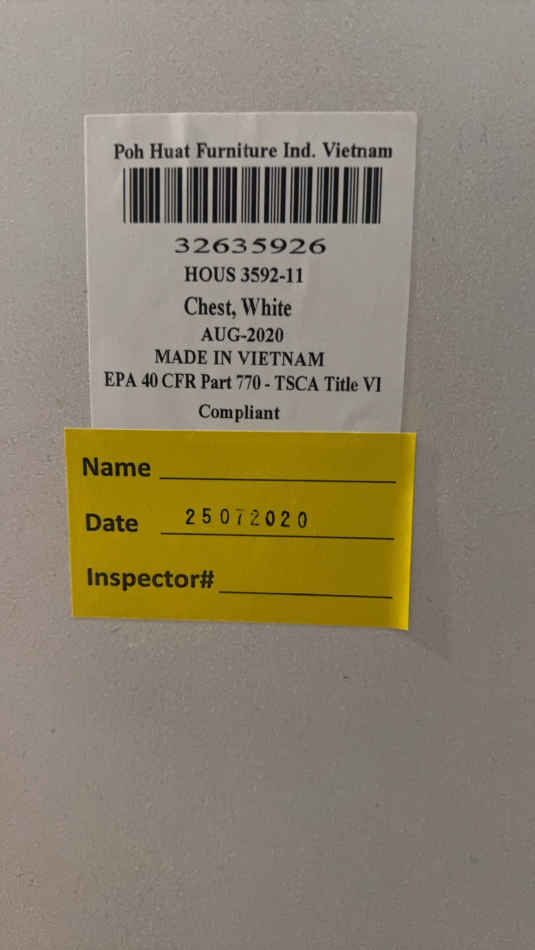 Poh Huat Furniture Ind. Vietnam
32635926
HOUS 3592-11
Chest, White
AUG-2020
MADE IN VIETNAM
EPA 40 CFR Part 770 - TSCA Title VI
Compliant
Name
Date 25072020
Inspector#